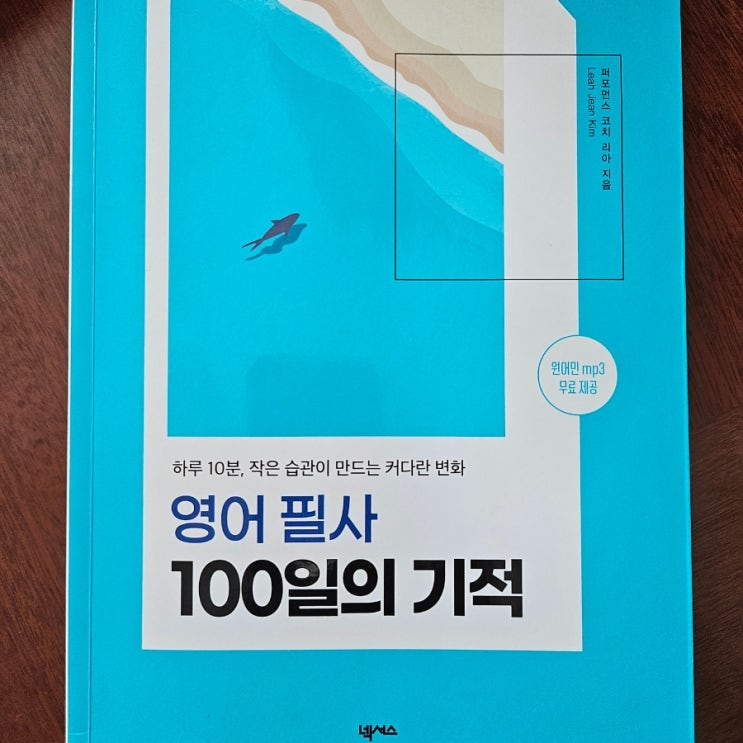 퍼포먼스 코치 리아 지음
Leah Jean Kim
원어민 mp3
무료 제공
하루 10분, 작은 습관이 만드는 커다란 변화
영어 필사
100일의 기적
넥서스